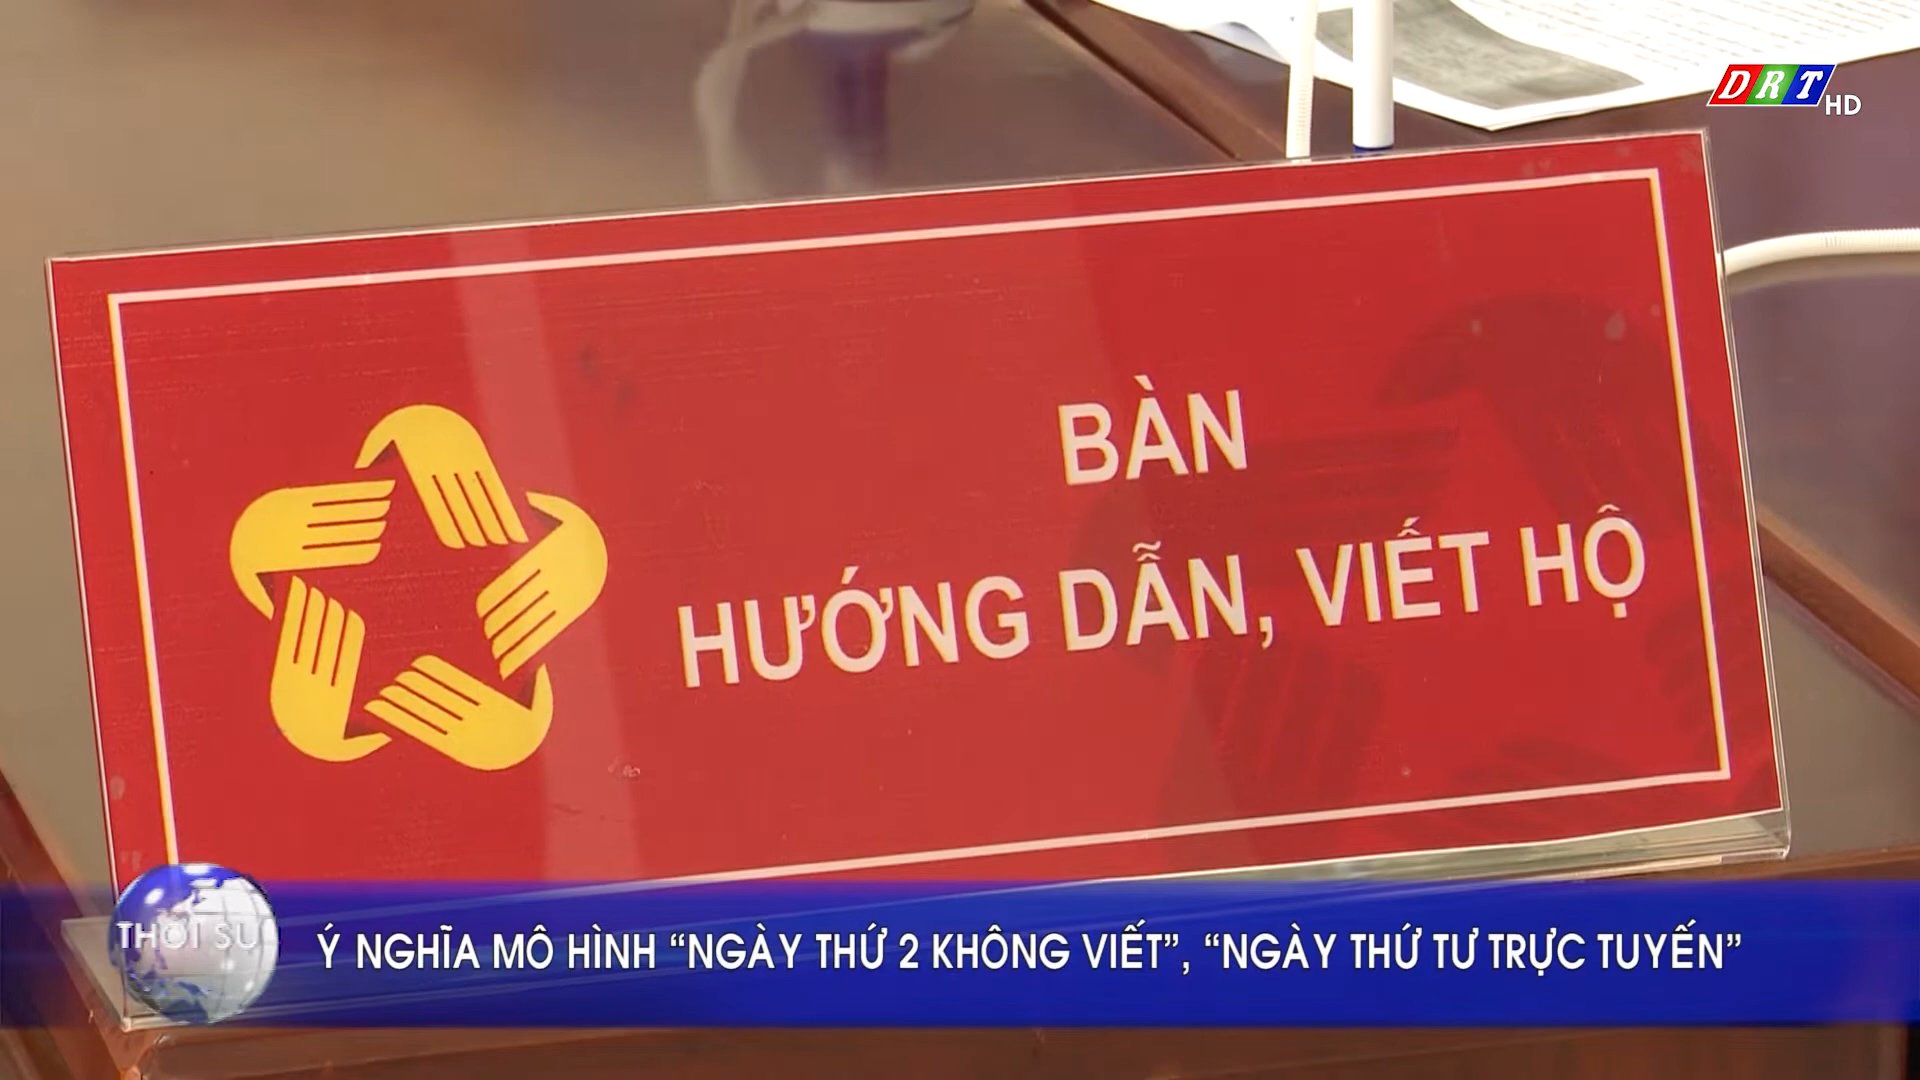 DRT HD
BÀN
HƯỚNG DẪN, VIẾT HỘ
THỜI SỰ
Ý NGHĨA MÔ HÌNH “NGÀY THỨ 2 KHÔNG VIẾT”, “NGÀY THỨ TƯ TRỰC TUYẾN”